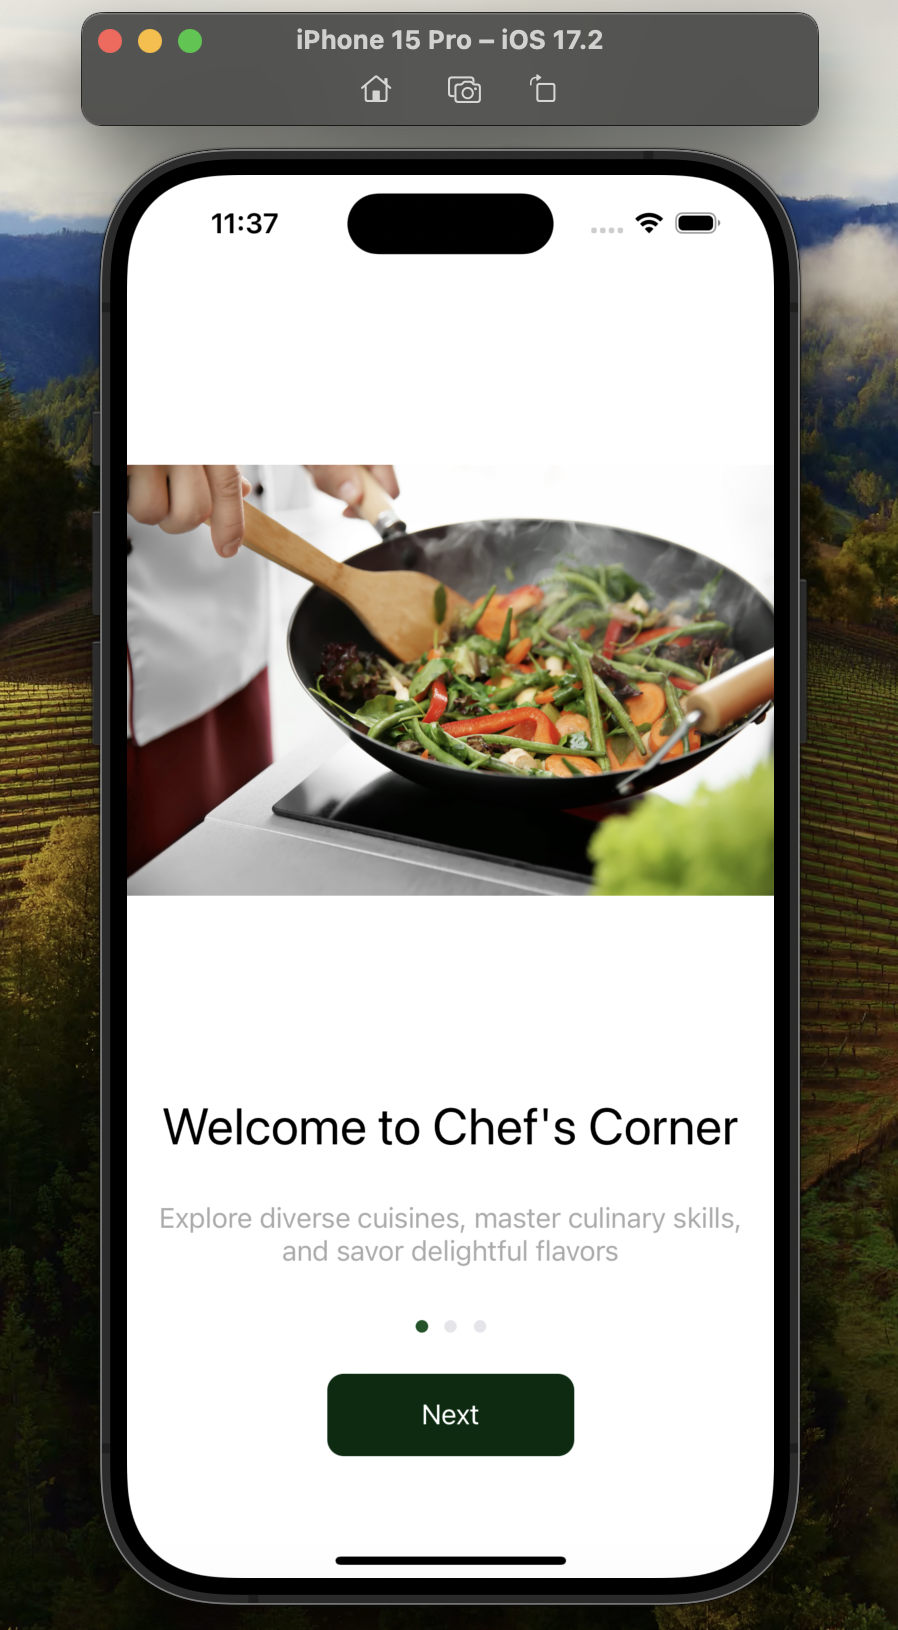 iPhone 15 Pro – iOS 17.2
11:37
Welcome to Chef's Corner
Explore diverse cuisines, master culinary skills,
and savor delightful flavors
Next